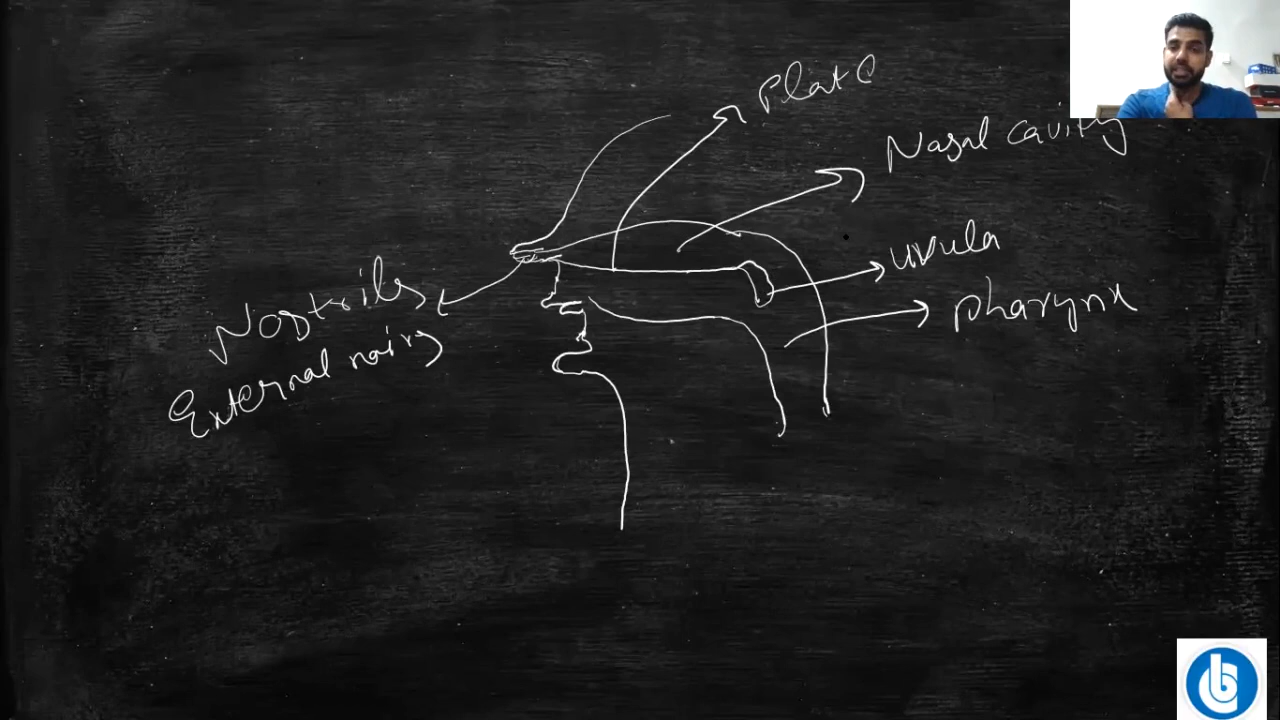 Plate
Nasal cavity
uvula
Pharynx
Nostrils
External nairs